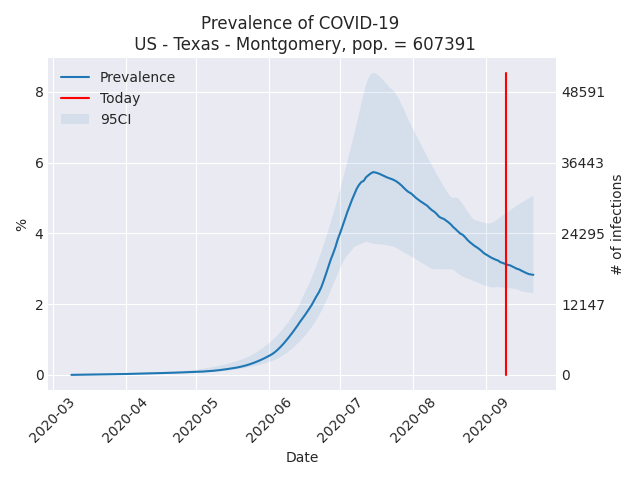 Prevalence of COVID-19
US - Texas - Montgomery, pop. = 607391
Prevalence
Today
95CI
8
6
4
2
0
%
48591
36443
24295
12147
0
# of infections
2020-03
2020-04
2020-05
2020-06
2020-07
2020-08
2020-09
Date